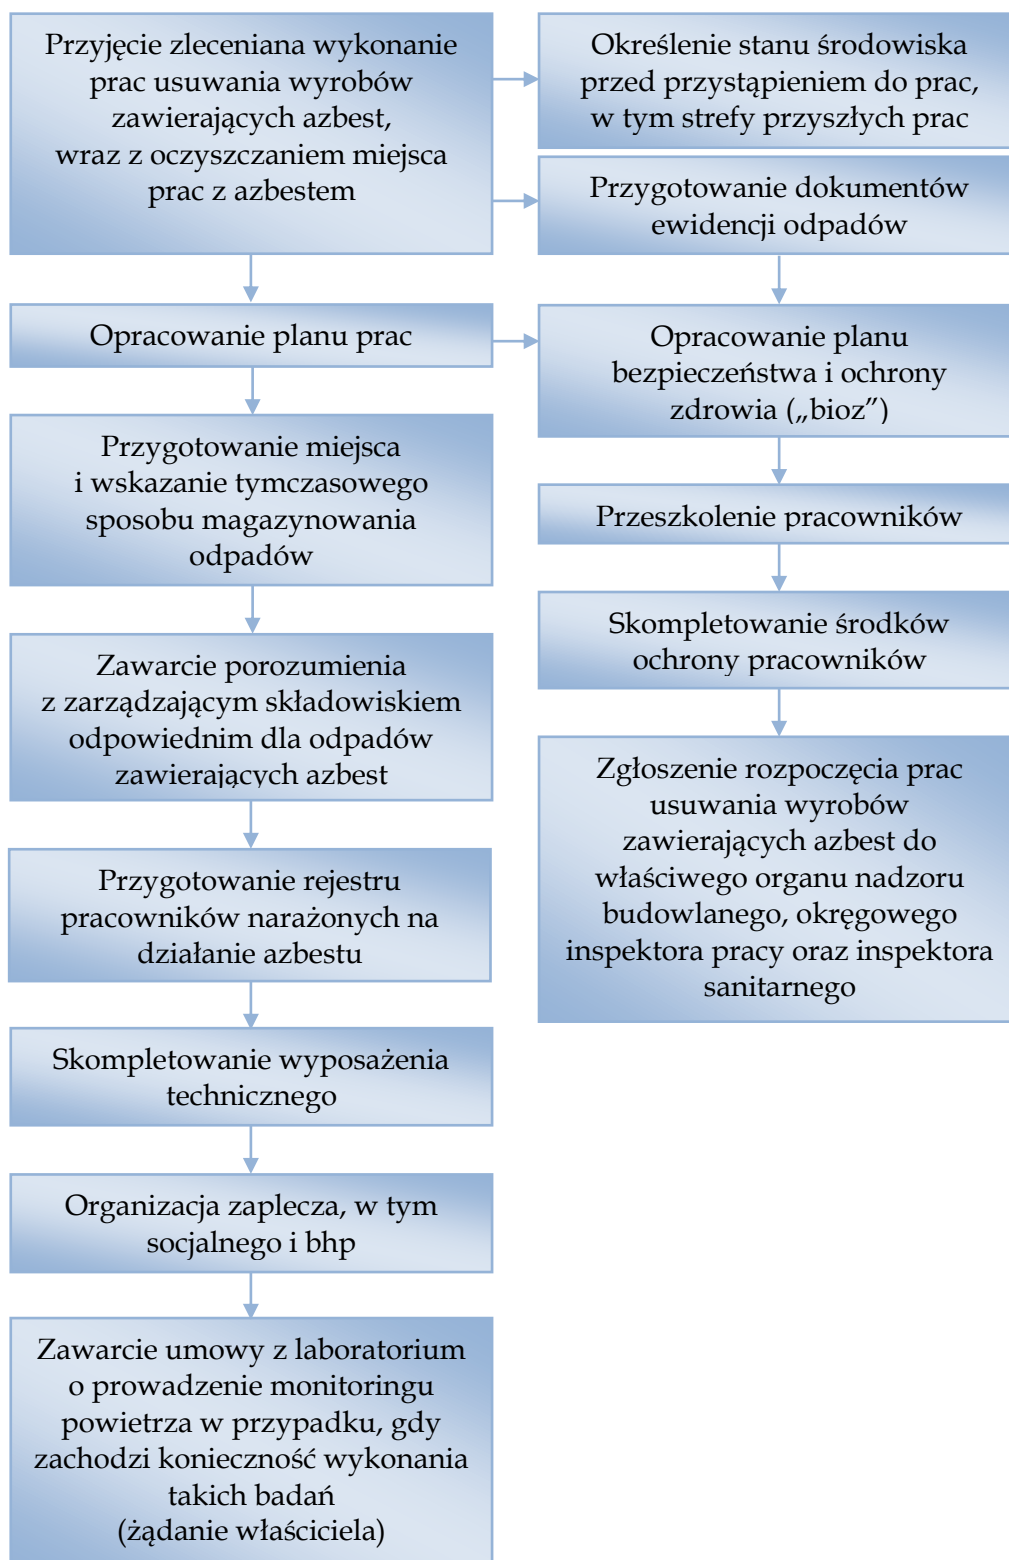 Przyjęcie zleceniana wykonanie
prac usuwania wyrobów
zawierających azbest,
wraz z oczyszczaniem miejsca
prac z azbestem
Określenie stanu środowiska
przed przystąpieniem do prac,
w tym strefy przyszłych prac
Przygotowanie dokumentów
ewidencji odpadów
Opracowanie planu prac
Opracowanie planu
bezpieczeństwa i ochrony
zdrowia („bioz”)
Przygotowanie miejsca
i wskazanie tymczasowego
sposobu magazynowania
odpadów
Przeszkolenie pracowników
Skompletowanie środków
ochrony pracowników
Zawarcie porozumienia
z zarządzającym składowiskiem
odpowiednim dla odpadów
zawierających azbest
Zgłoszenie rozpoczęcia prac
usuwania wyrobów
zawierających azbest do
właściwego organu nadzoru
budowlanego, okręgowego
inspektora pracy oraz inspektora
sanitarnego
Przygotowanie rejestru
pracowników narażonych na
działanie azbestu
Skompletowanie wyposażenia
technicznego
Organizacja zaplecza, w tym
socjalnego i bhp
Zawarcie umowy z laboratorium
o prowadzenie monitoringu
powietrza w przypadku, gdy
zachodzi konieczność wykonania
takich badań
(żądanie właściciela)